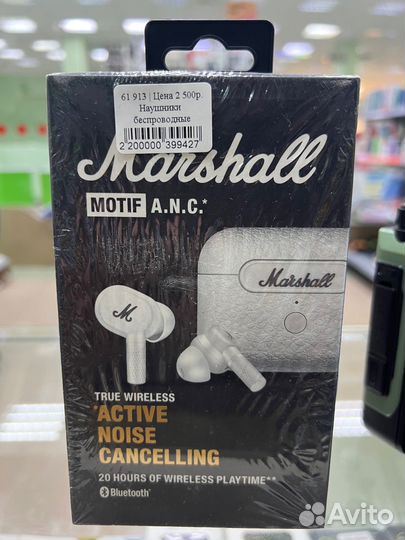 61 913 | Цена 2 500р.
Наушники
беспроводные
2 200000 399427
Marshall
MOTIF A.N.C.*
Marshall
M
TRUE WIRELESS
*ACTIVE
NOISE
CANCELLING
20 HOURS OF WIRELESS PLAYTIME**
Bluetooth®
Avito